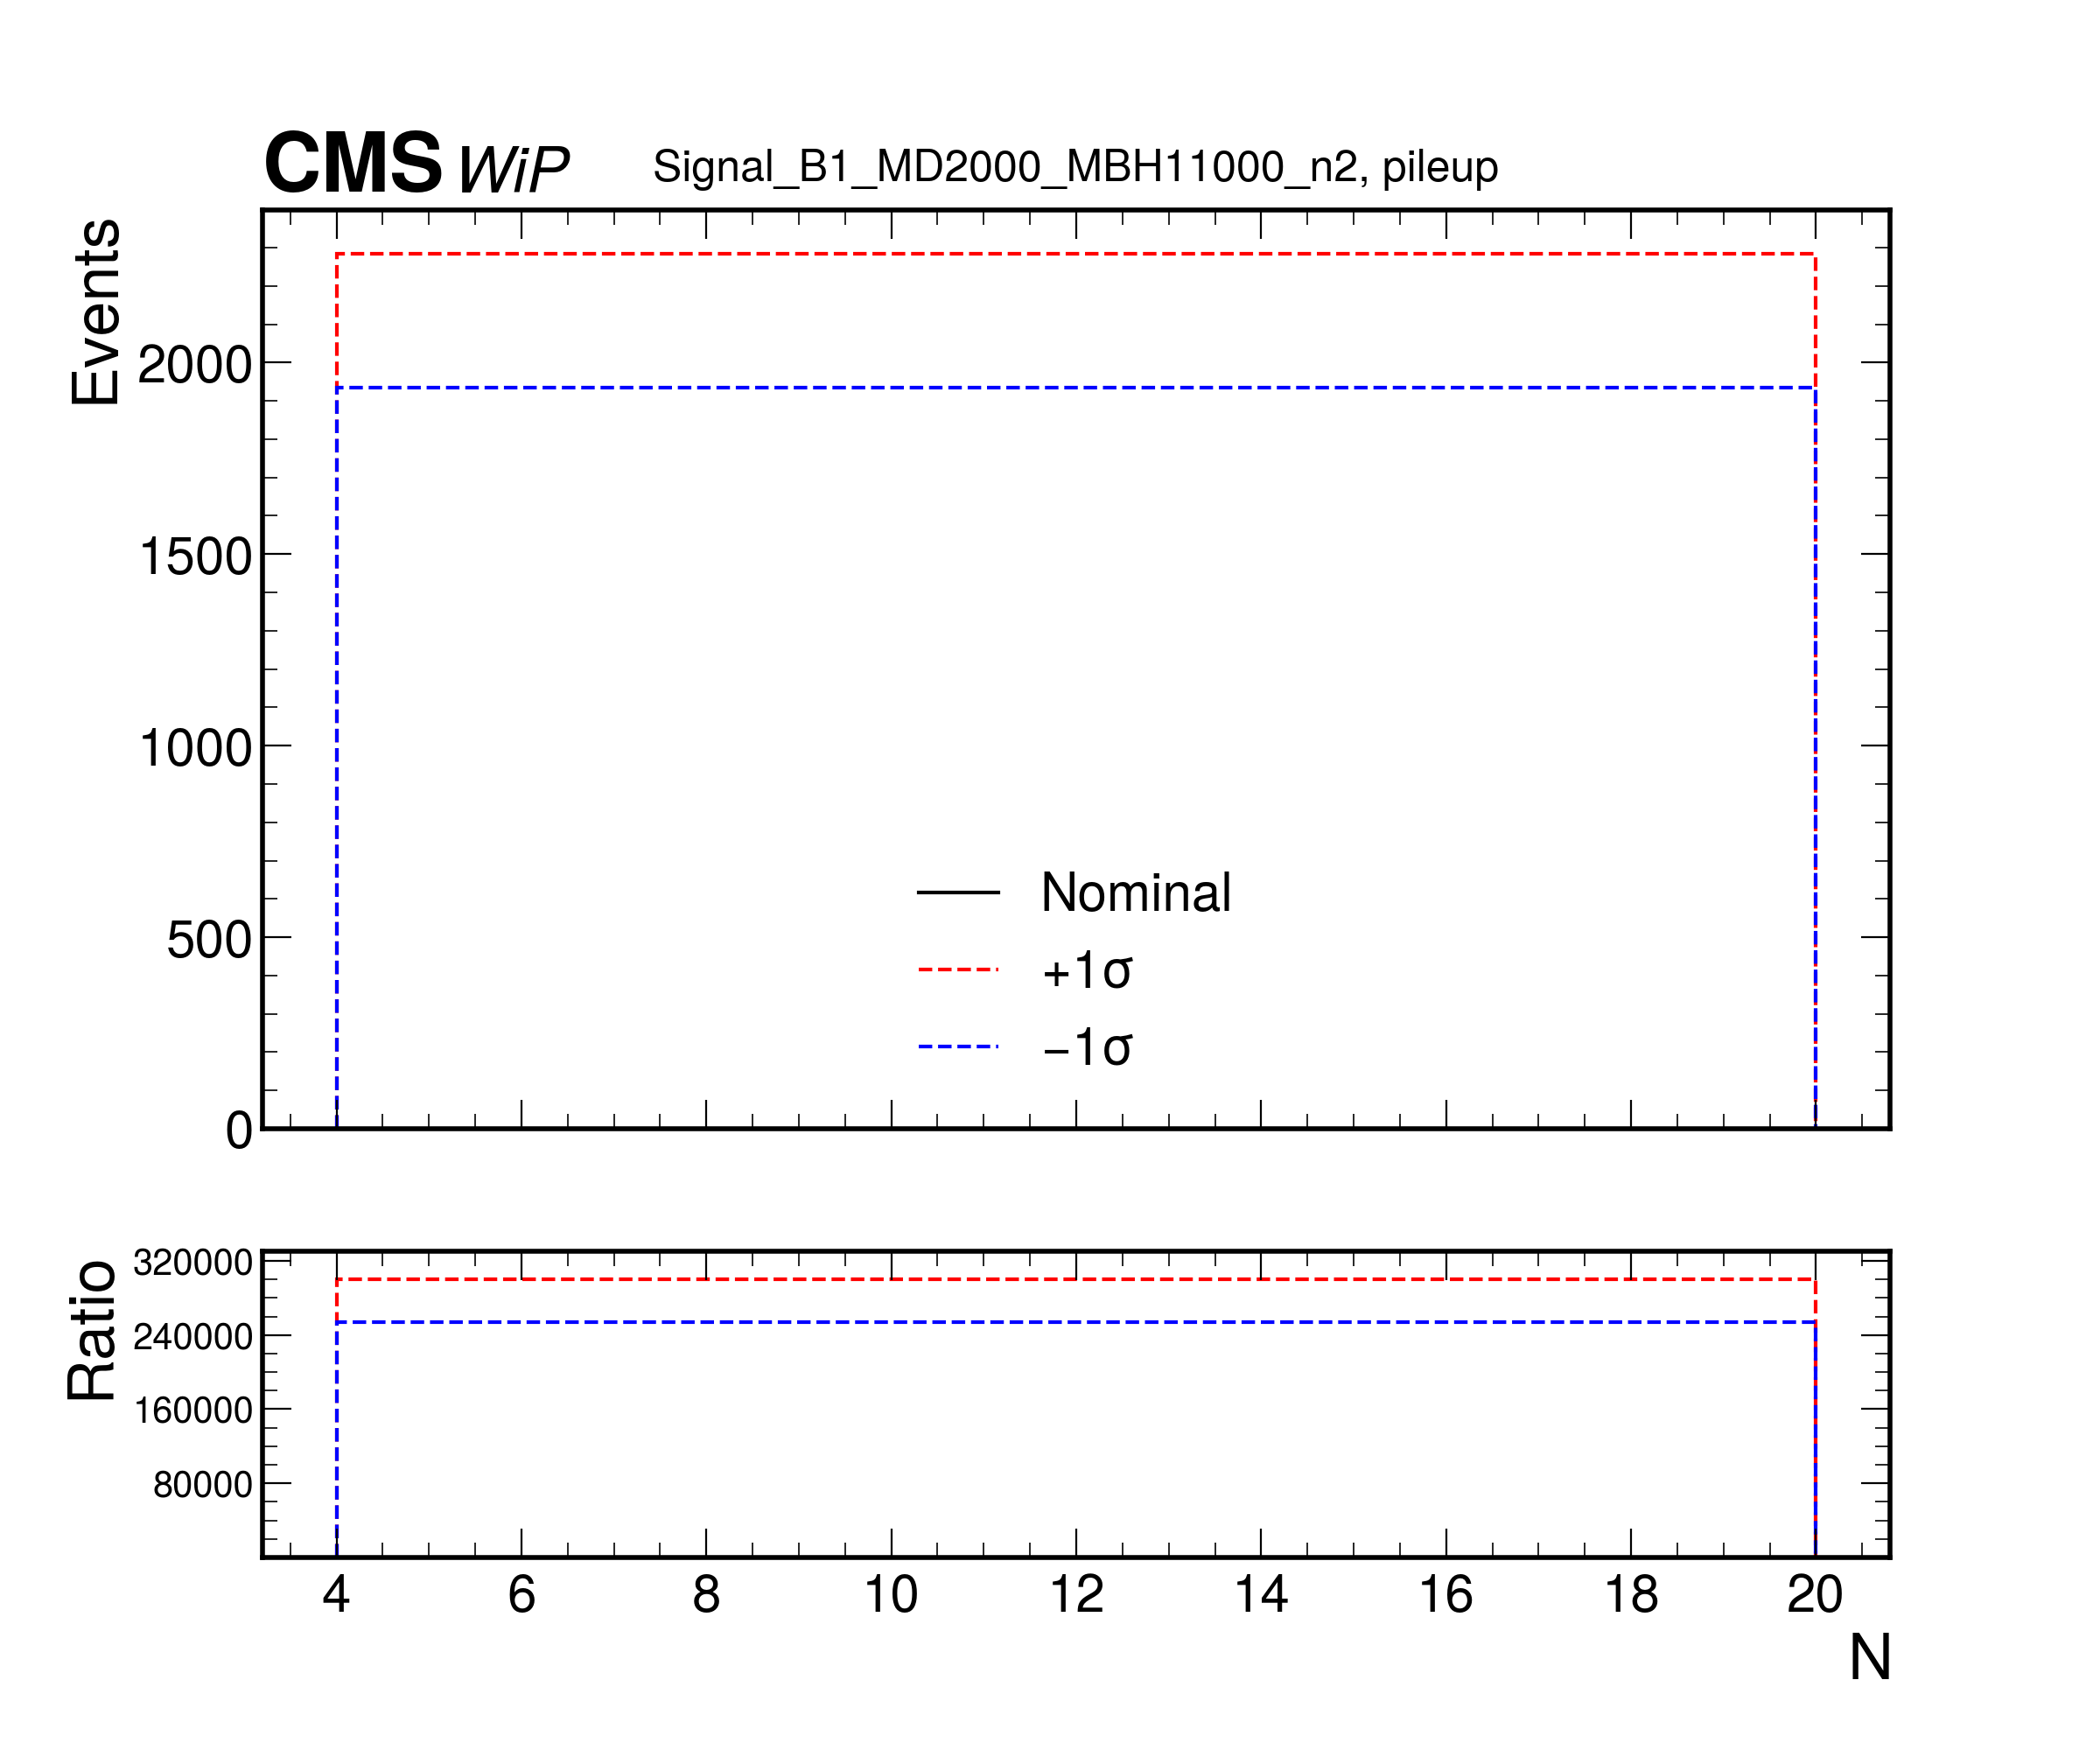 CMS WiP Signal_B1_MD2000_MBH11000_n2, pileup
Events
2000
1500
1000
500
0
Nominal
+1σ
−1σ
Ratio
320000
240000
160000
80000
4 6 8 10 12 14 16 18 20
N